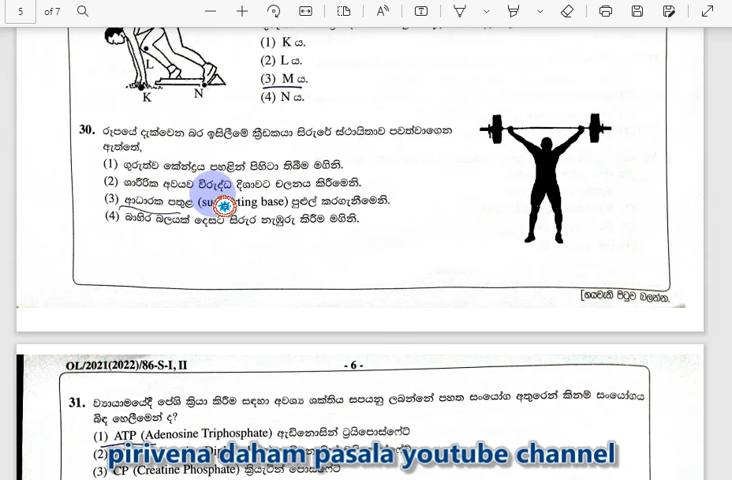 5 of 7
L
K
N
(1) K ය.
(2) L ය.
(3) M ය.
(4) N ය.
30. රූපයේ දැක්වෙන බර ඉසිලීමේ ක්‍රීඩකයා සිරුරේ ස්ථායිතාව පවත්වාගෙන
ඇත්තේ,
(1) ගුරුත්ව කේන්ද්‍රය පහළින් පිහිටා තිබීම මගිනි.
(2) ශාරීරික අවයව විරුද්ධ දිශාවට චලනය කිරීමෙනි.
(3) ආධාරක පතුළ base) පුළුල් කරගැනීමෙනි.
(4) බාහිර බලයක් දෙසට සිරුර නැඹුරු කිරීම මගිනි.
[හයවැනි පිටුව බලන්න.
OL/2021(2022)/86-S-I, II
- 6 -
31. ව්‍යායාමයේදී පේශි ක්‍රියා කිරීම සඳහා අවශ්‍ය ශක්තිය සපයනු ලබන්නේ පහත සංයෝග අතුරෙන් කිනම් සංයෝගය
බිඳ හෙලීමෙන් ද?
(1) ATP (Adenosine Triphosphate) ඇඩිනොසින් ට්‍රයිපොස්ෆේට්
(2)
pirivena daham pasala youtube channel
(3) CP (Creatine Phosphate) ක්‍රියැටින් පොස්ෆේට්